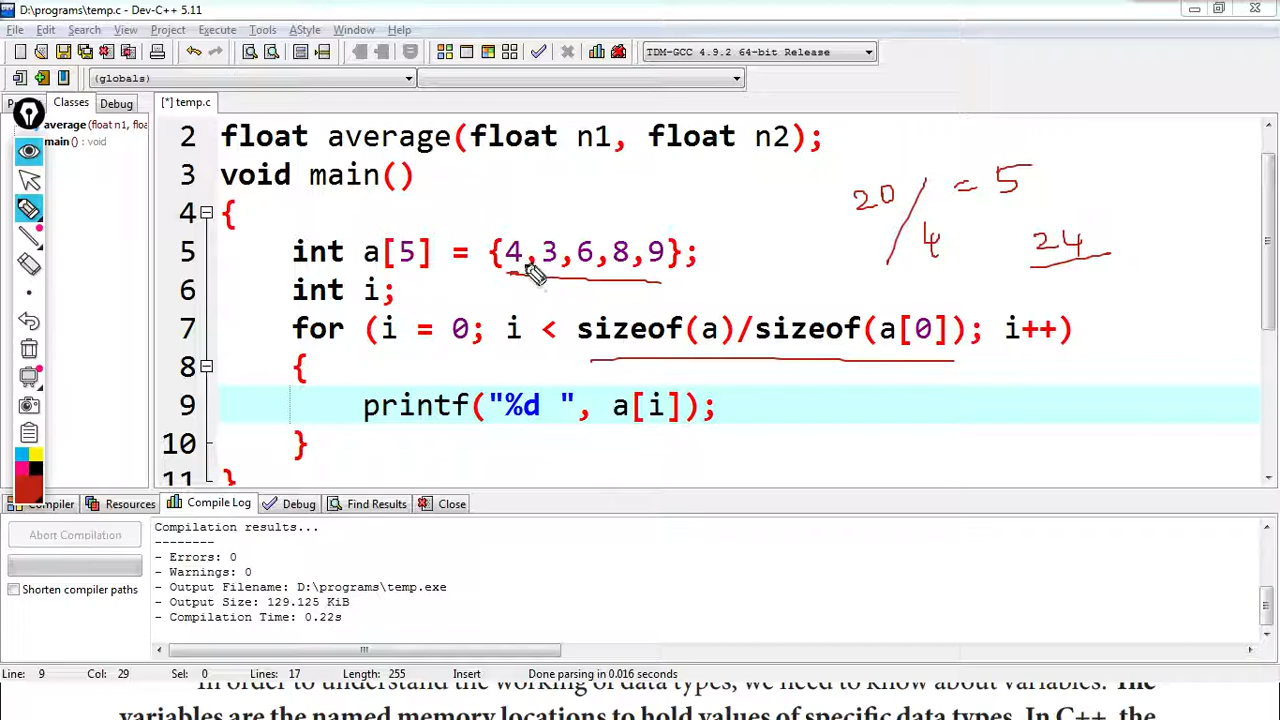 D:\programs\temp.c - Dev-C++ 5.11
File Edit Search View Project Execute Tools AStyle Window Help
TDM-GCC 4.9.2 64-bit Release
(globals)
Classes Debug
[*] temp.c
average (float n1, floa
main () : void
2 float average(float n1, float n2);
3 void main()
4 {
5 int a[5] = {4,3,6,8,9};
6 int i;
7 for (i = 0; i < sizeof(a)/sizeof(a[0]); i++)
8 {
9 printf("%d ", a[i]);
10 }
11 }
20/4 = 5
24
Compiler Resources Compile Log Debug Find Results Close
Abort Compilation
Shorten compiler paths
Compilation results...
--------
- Errors: 0
- Warnings: 0
- Output Filename: D:\programs\temp.exe
- Output Size: 129.125 KiB
- Compilation Time: 0.22s
Line: 9 Col: 29 Sel: 0 Lines: 17 Length: 255 Insert Done parsing in 0.016 seconds
In order to understand the working of data types, we need to know about variables. The
variables are the named memory locations to hold values of specific data types. In C++, the